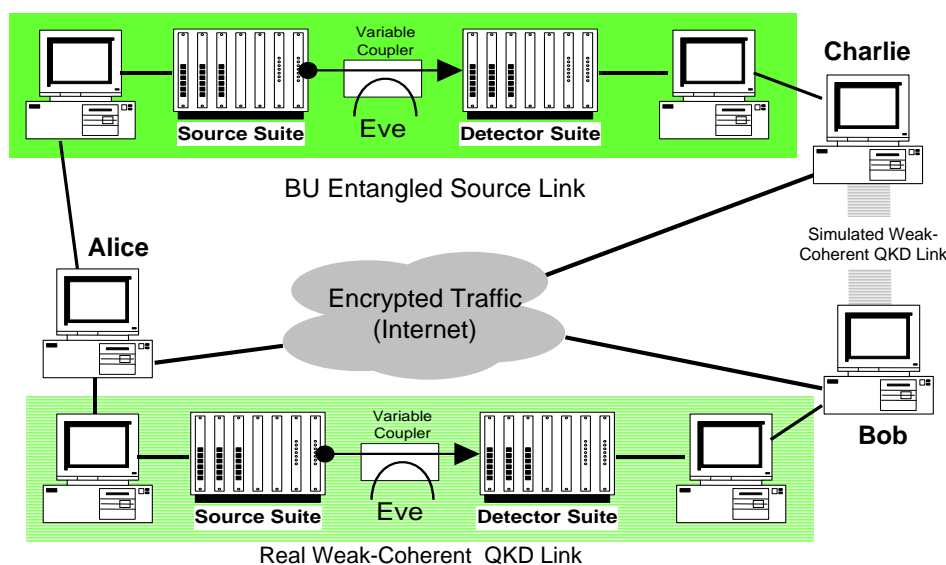 Variable
Coupler
Charlie
Eve
Source Suite
Detector Suite
BU Entangled Source Link
Alice
Simulated Weak-
Coherent QKD Link
Encrypted Traffic
(Internet)
Variable
Coupler
Bob
Eve
Source Suite
Detector Suite
Real Weak-Coherent QKD Link